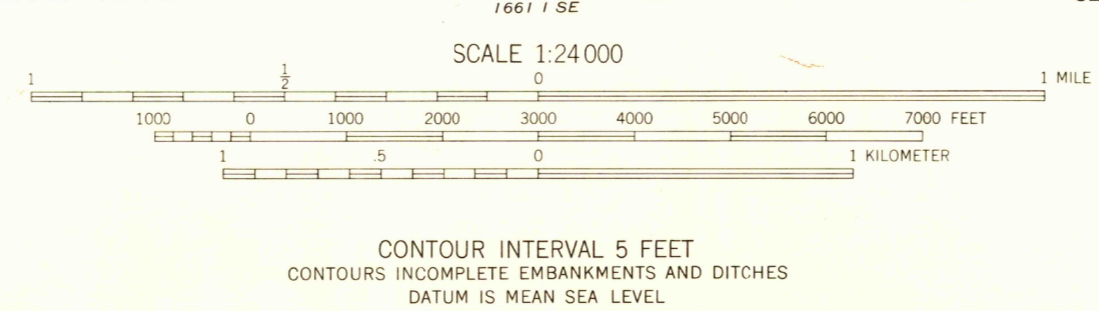 1661 I SE
SCALE 1:24 000
1 1/2 0 1 MILE
1000 0 1000 2000 3000 4000 5000 6000 7000 FEET
1 .5 0 1 KILOMETER
CONTOUR INTERVAL 5 FEET
CONTOURS INCOMPLETE EMBANKMENTS AND DITCHES
DATUM IS MEAN SEA LEVEL